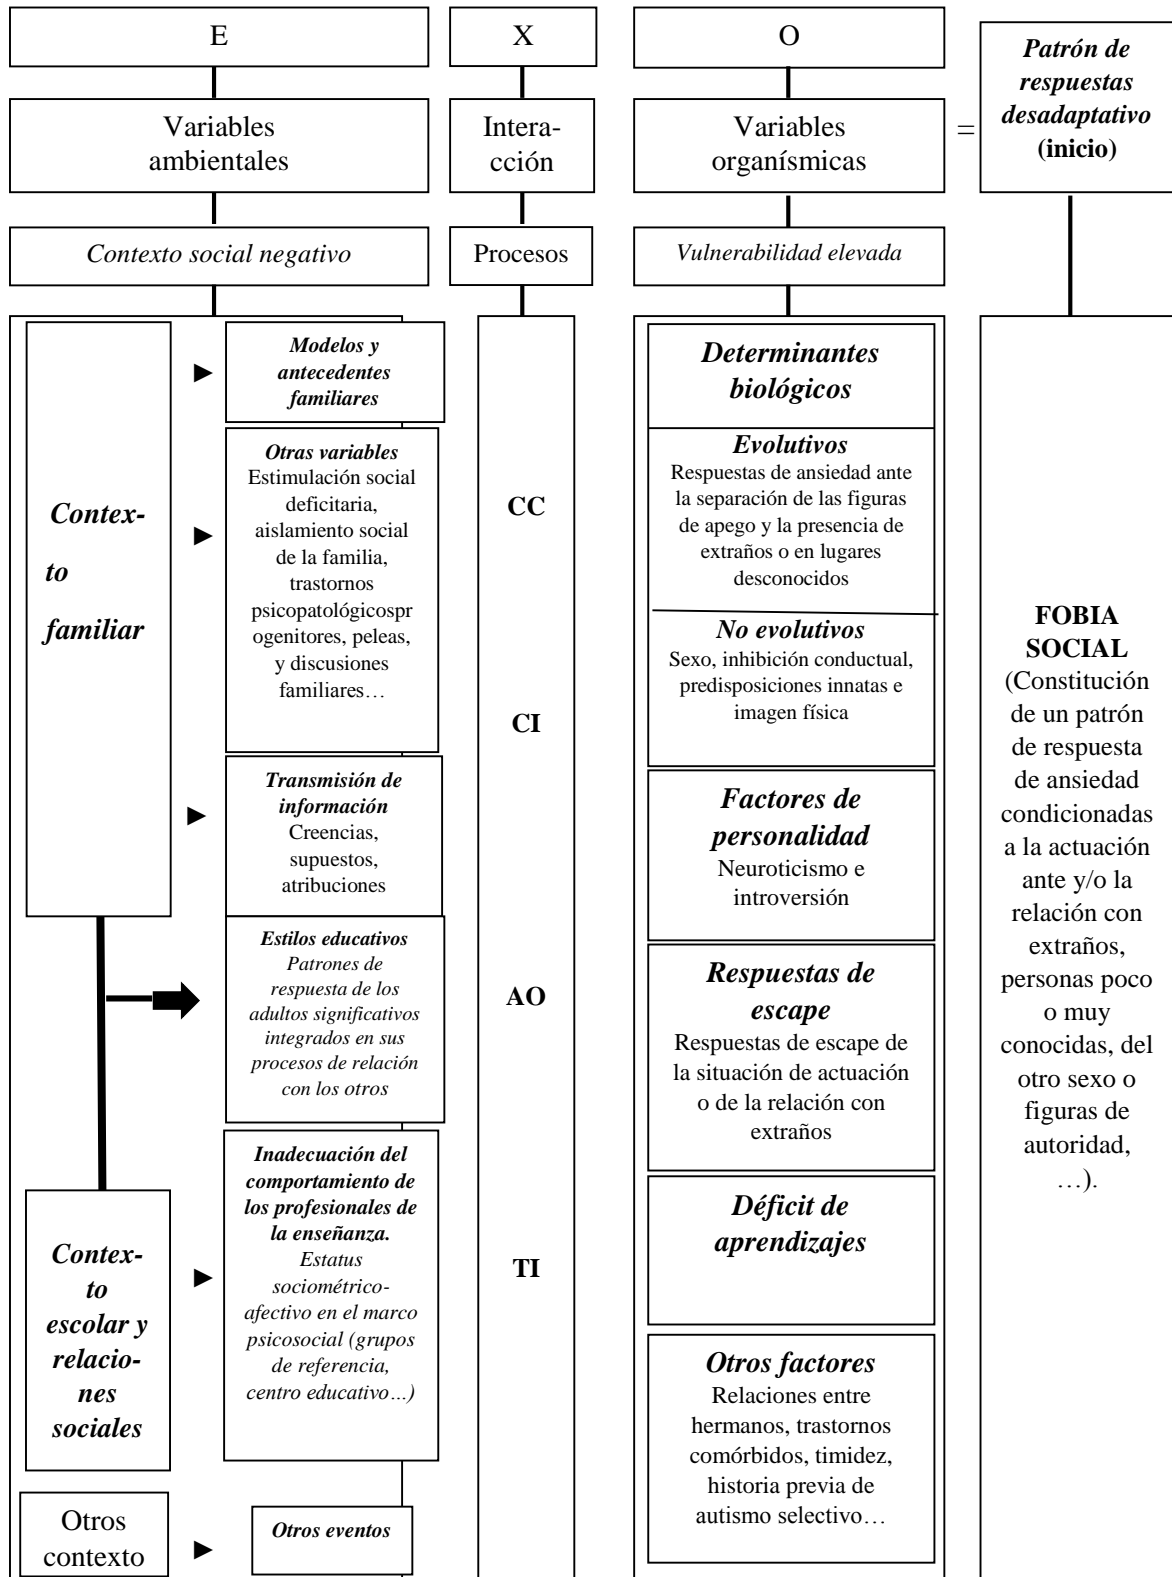 E
X
O
Patrón de
respuestas
desadaptativo
(inicio)
Variables
ambientales
Intera-
cción
Variables
organísmicas
=
Contexto social negativo
Procesos
Vulnerabilidad elevada
Contex-
to
familiar
►
Modelos y
antecedentes
familiares
►
Otras variables
Estimulación social
deficitaria,
aislamiento social
de la familia,
trastornos
psicopatológicospr
ogenitores, peleas,
y discusiones
familiares…
►
Transmisión de
información
Creencias,
supuestos,
atribuciones
Estilos educativos
Patrones de
respuesta de los
adultos significativos
integrados en sus
procesos de relación
con los otros
Contex-
to
escolar y
relacio-
nes
sociales
►
Inadecuación del
comportamiento de
los profesionales de
la enseñanza.
Estatus
sociométrico-
afectivo en el marco
psicosocial (grupos
de referencia,
centro educativo…)
Otros
contexto
►
Otros eventos
CC
CI
AO
TI
Determinantes
biológicos
Evolutivos
Respuestas de ansiedad ante
la separación de las figuras
de apego y la presencia de
extraños o en lugares
desconocidos
No evolutivos
Sexo, inhibición conductual,
predisposiciones innatas e
imagen física
Factores de
personalidad
Neuroticismo e
introversión
Respuestas de
escape
Respuestas de escape de
la situación de actuación
o de la relación con
extraños
Déficit de
aprendizajes
Otros factores
Relaciones entre
hermanos, trastornos
comórbidos, timidez,
historia previa de
autismo selectivo…
FOBIA
SOCIAL
(Constitución
de un patrón
de respuesta
de ansiedad
condicionadas
a la actuación
ante y/o la
relación con
extraños,
personas poco
o muy
conocidas, del
otro sexo o
figuras de
autoridad,
…).